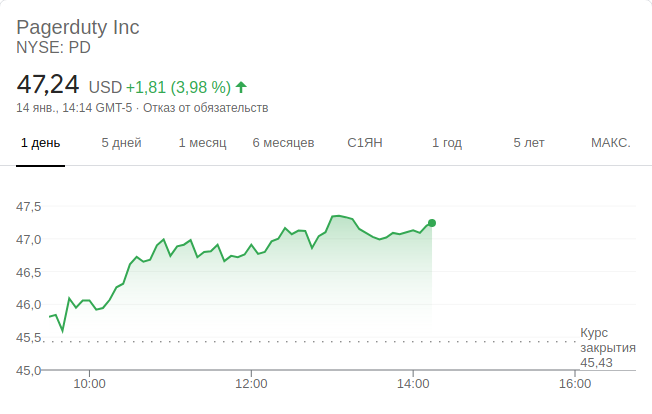 Pagerduty Inc
NYSE: PD
47,24 USD +1,81 (3,98 %)
14 янв., 14:14 GMT-5 · Отказ от обязательств
1 день 5 дней 1 месяц 6 месяцев С1ЯН 1 год 5 лет МАКС.
47,5
47,0
46,5
46,0
45,5
45,0
Курс
закрытия
45,43
10:00 12:00 14:00 16:00